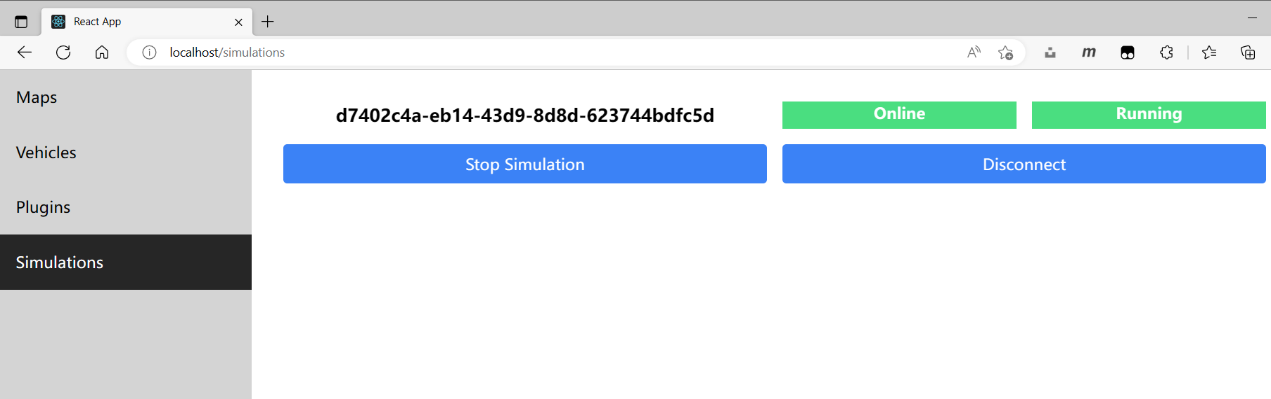 React App
localhost/simulations
Maps
Vehicles
Plugins
Simulations
d7402c4a-eb14-43d9-8d8d-623744bdfc5d
Online
Running
Stop Simulation
Disconnect